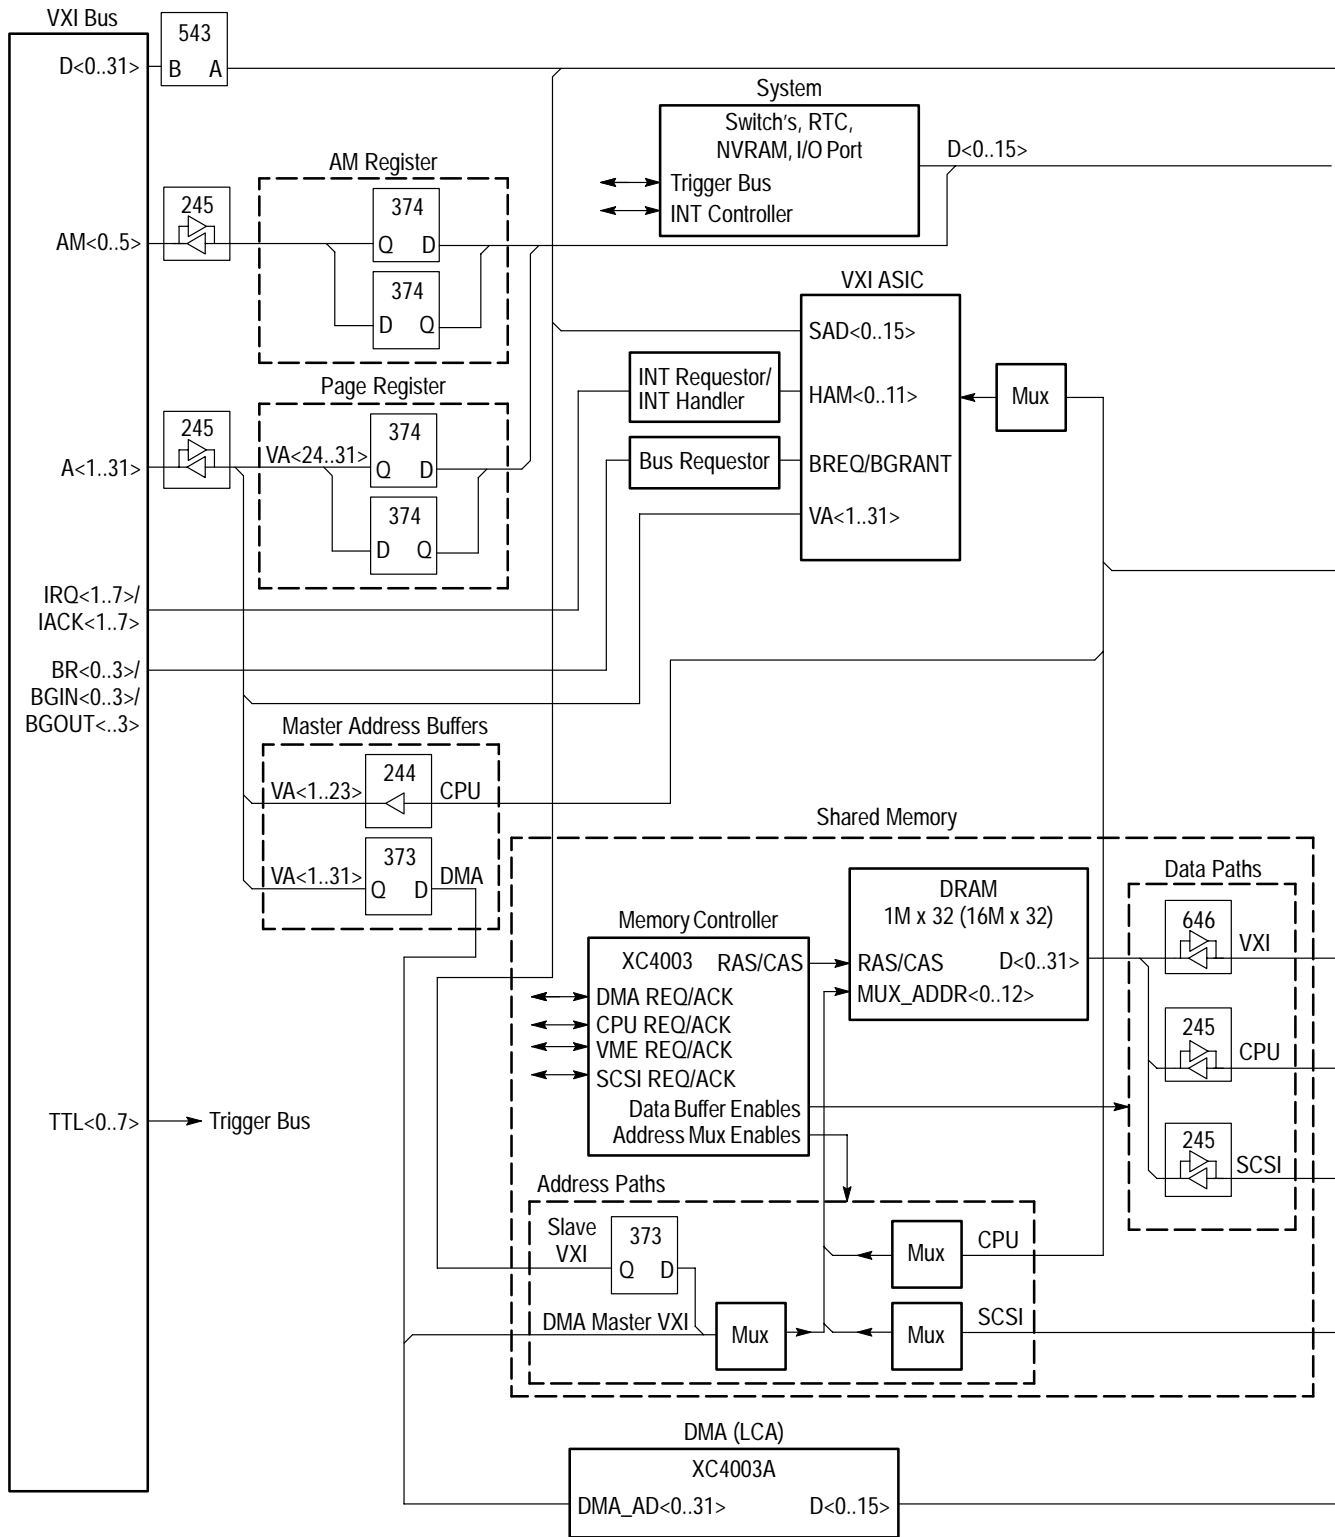 VXI Bus
543
D<0..31>
B A
System
Switch's, RTC,
NVRAM, I/O Port
D<0..15>
Trigger Bus
INT Controller
AM Register
245
374
AM<0..5>
Q D
374
D Q
VXI ASIC
SAD<0..15>
INT Requestor/
INT Handler
HAM<0..11>
Mux
Page Register
245
374
VA<24..31>
A<1..31>
Q D
Bus Requestor
BREQ/BGRANT
374
VA<1..31>
D Q
IRQ<1..7>/
IACK<1..7>
BR<0..3>/
BGIN<0..3>/
BGOUT<..3>
Master Address Buffers
244
VA<1..23>
CPU
373
VA<1..31>
Q D
DMA
Shared Memory
DRAM
1M x 32 (16M x 32)
Data Paths
Memory Controller
646
VXI
XC4003
RAS/CAS
RAS/CAS
D<0..31>
DMA REQ/ACK
MUX_ADDR<0..12>
CPU REQ/ACK
245
CPU
VME REQ/ACK
SCSI REQ/ACK
Data Buffer Enables
Address Mux Enables
TTL<0..7>
Trigger Bus
245
SCSI
Address Paths
Slave
VXI
373
Q D
Mux
CPU
DMA Master VXI
Mux
Mux
SCSI
DMA (LCA)
XC4003A
DMA_AD<0..31>
D<0..15>